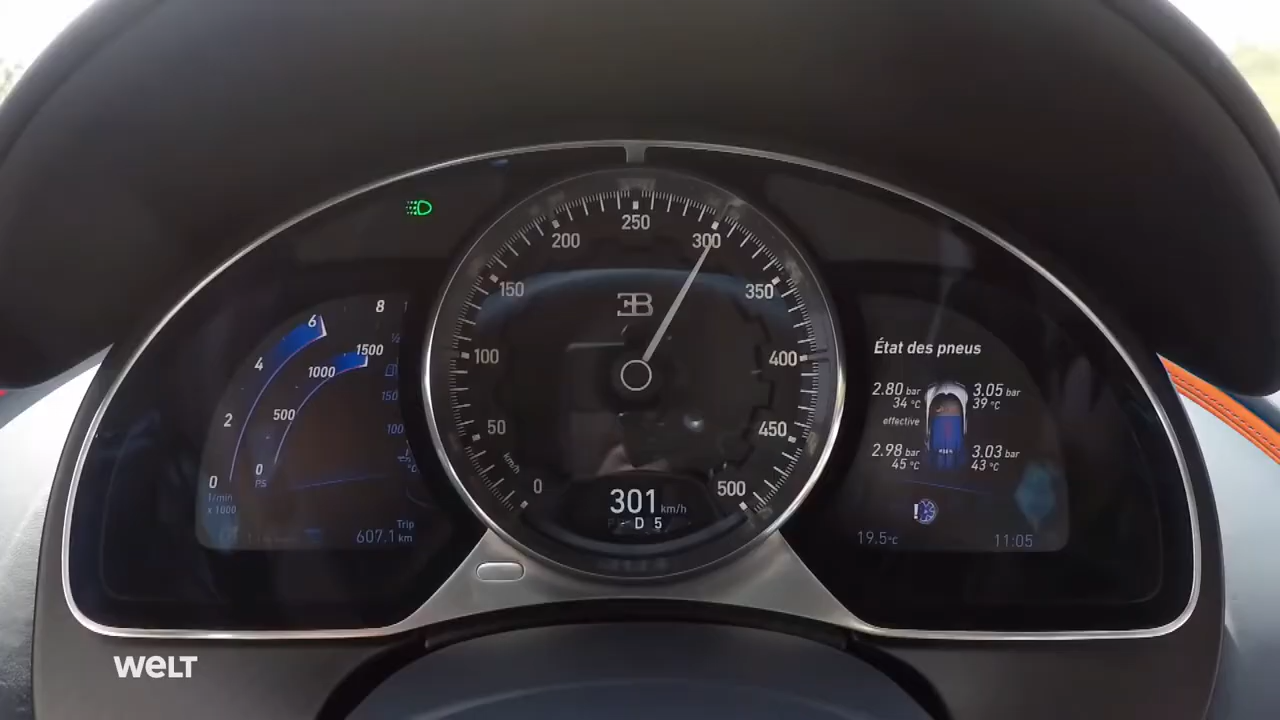 8
6
4
2
0
l/min
x 1000
1500
1000
500
0
PS
Trip
607.1 km
0
50
100
150
200
250
300
350
400
450
500
km/h
EB
301 km/h
D 5
État des pneus
2.80 bar
34 °C
3.05 bar
39 °C
effective
2.98 bar
45 °C
3.03 bar
43 °C
!
19.5°C
11:05
WELT